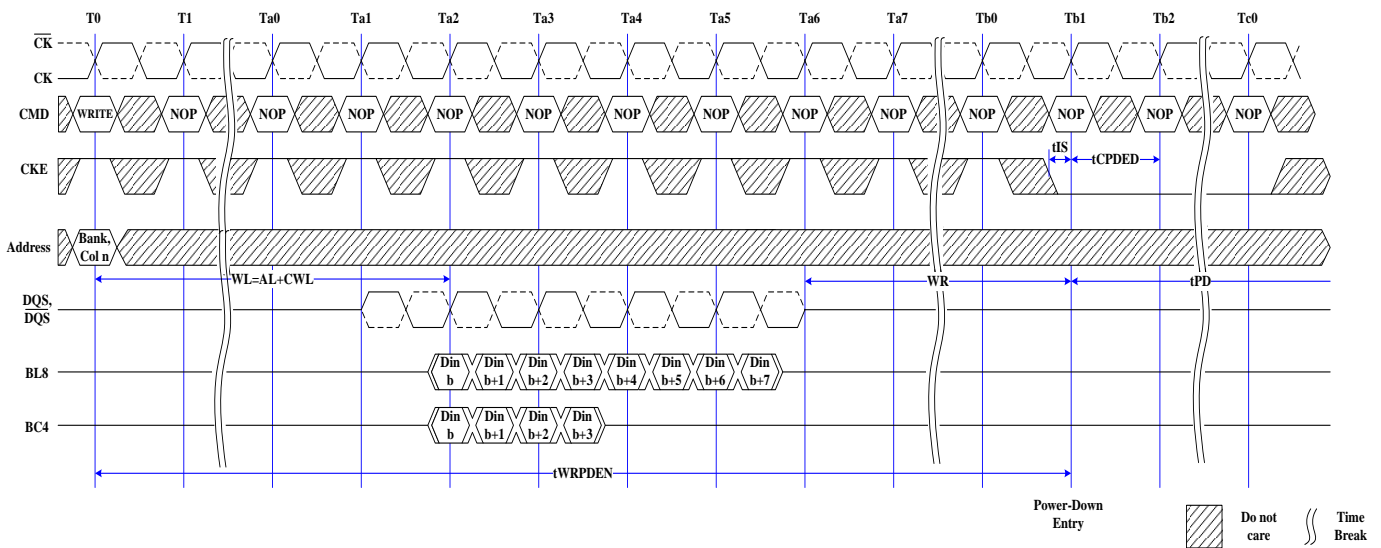 T0 T1 Ta0 Ta1 Ta2 Ta3 Ta4 Ta5 Ta6 Ta7 Tb0 Tb1 Tb2 Tc0
CK
CK
CMD WRITE NOP NOP NOP NOP NOP NOP NOP NOP NOP NOP NOP NOP NOP
tIS
CKE tCPDED
Address Bank,
Col n
WL=AL+CWL WR tPD
DQS,
DQS
BL8 Din
b Din
b+1 Din
b+2 Din
b+3 Din
b+4 Din
b+5 Din
b+6 Din
b+7
BC4 Din
b Din
b+1 Din
b+2 Din
b+3
tWRPDEN
Power-Down
Entry
Do not
care
Time
Break